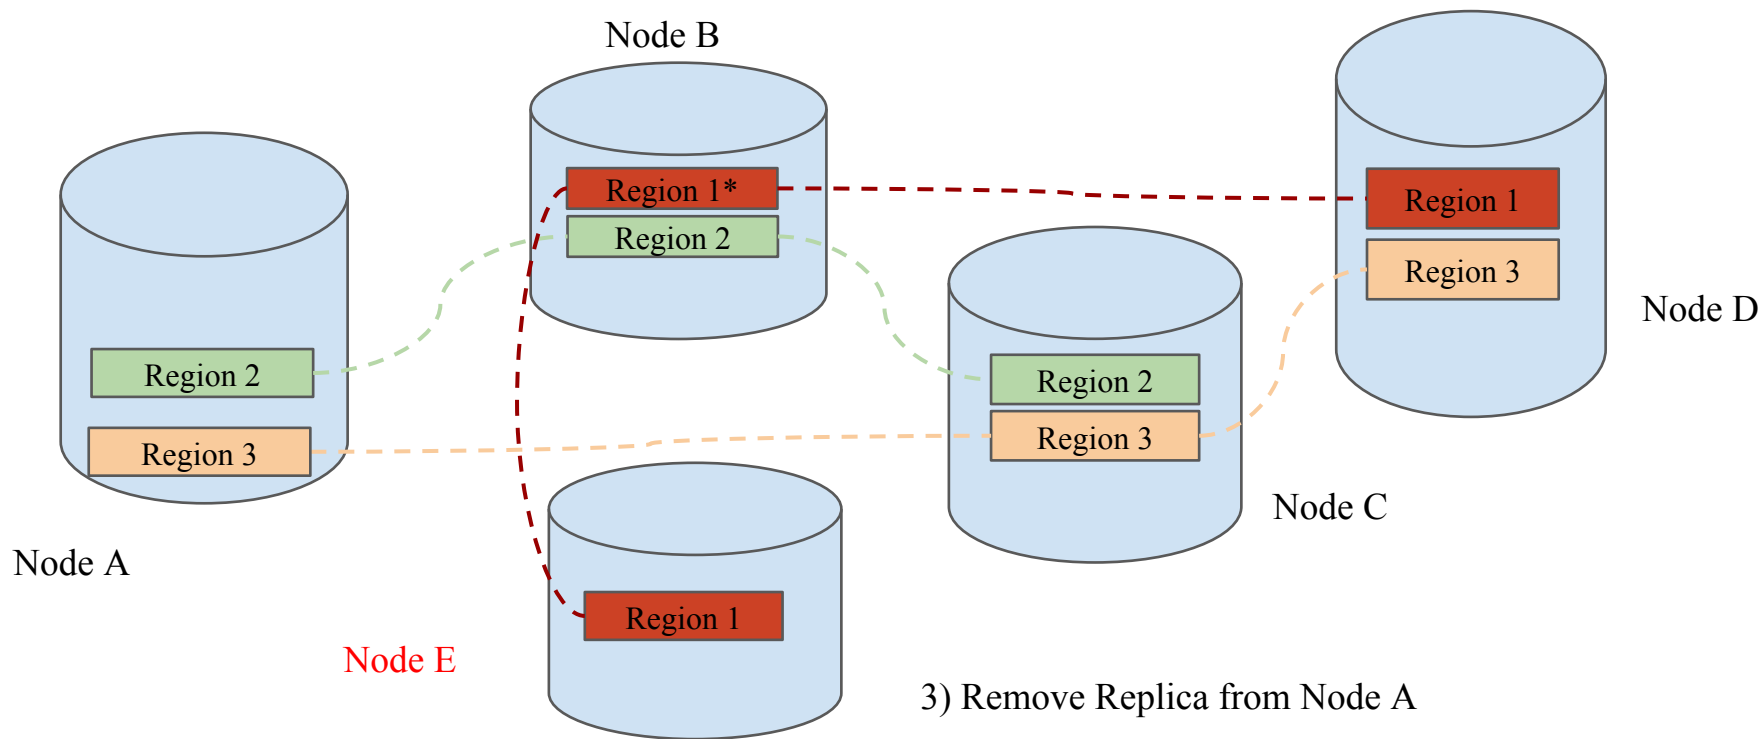 Node B
Region 1*
Region 2
Region 1
Region 3
Node D
Region 2
Region 3
Node A
Region 2
Region 3
Node C
Region 1
Node E
3) Remove Replica from Node A